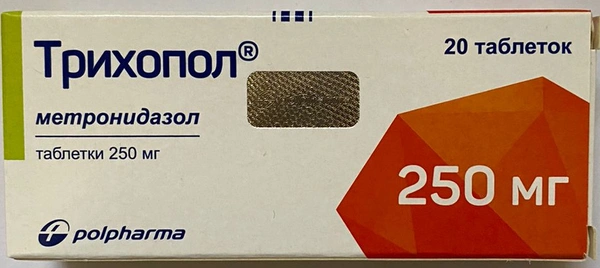 Трихопол®
20 таблеток
метронидазол
таблетки 250 мг
250 мг
polpharma